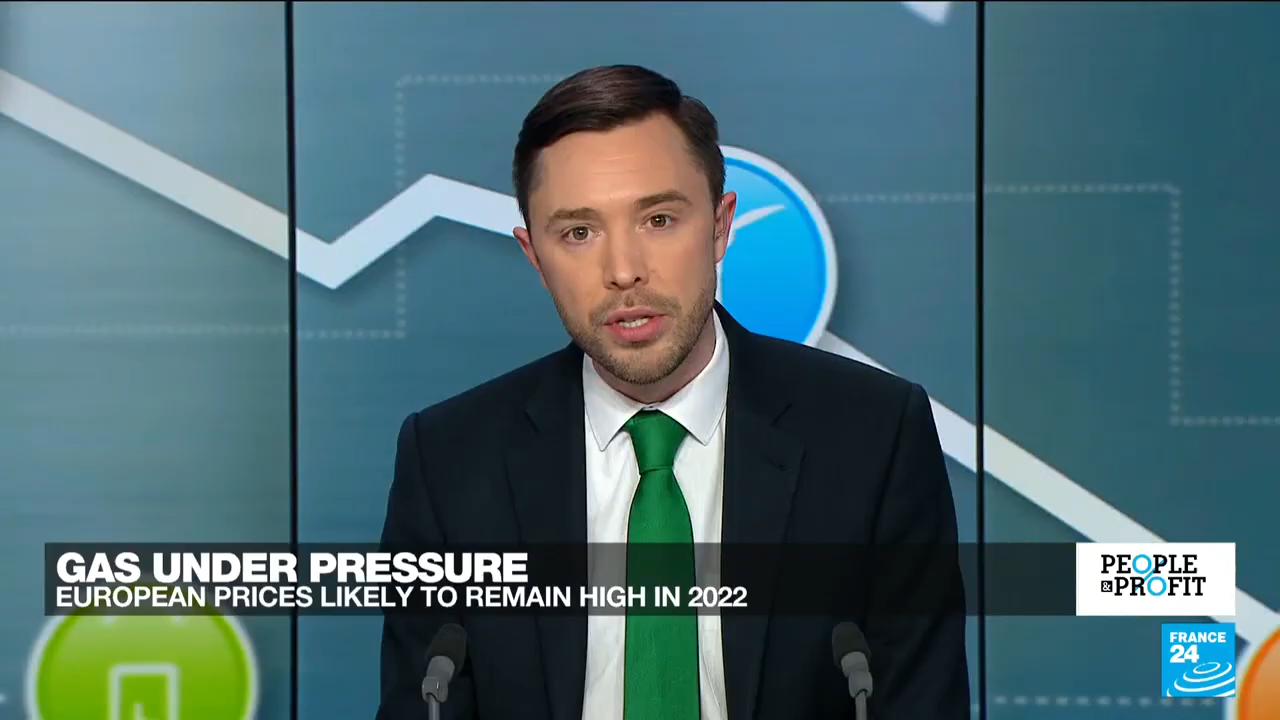 GAS UNDER PRESSURE
EUROPEAN PRICES LIKELY TO REMAIN HIGH IN 2022
PEOPLE
& PROFIT
FRANCE
24